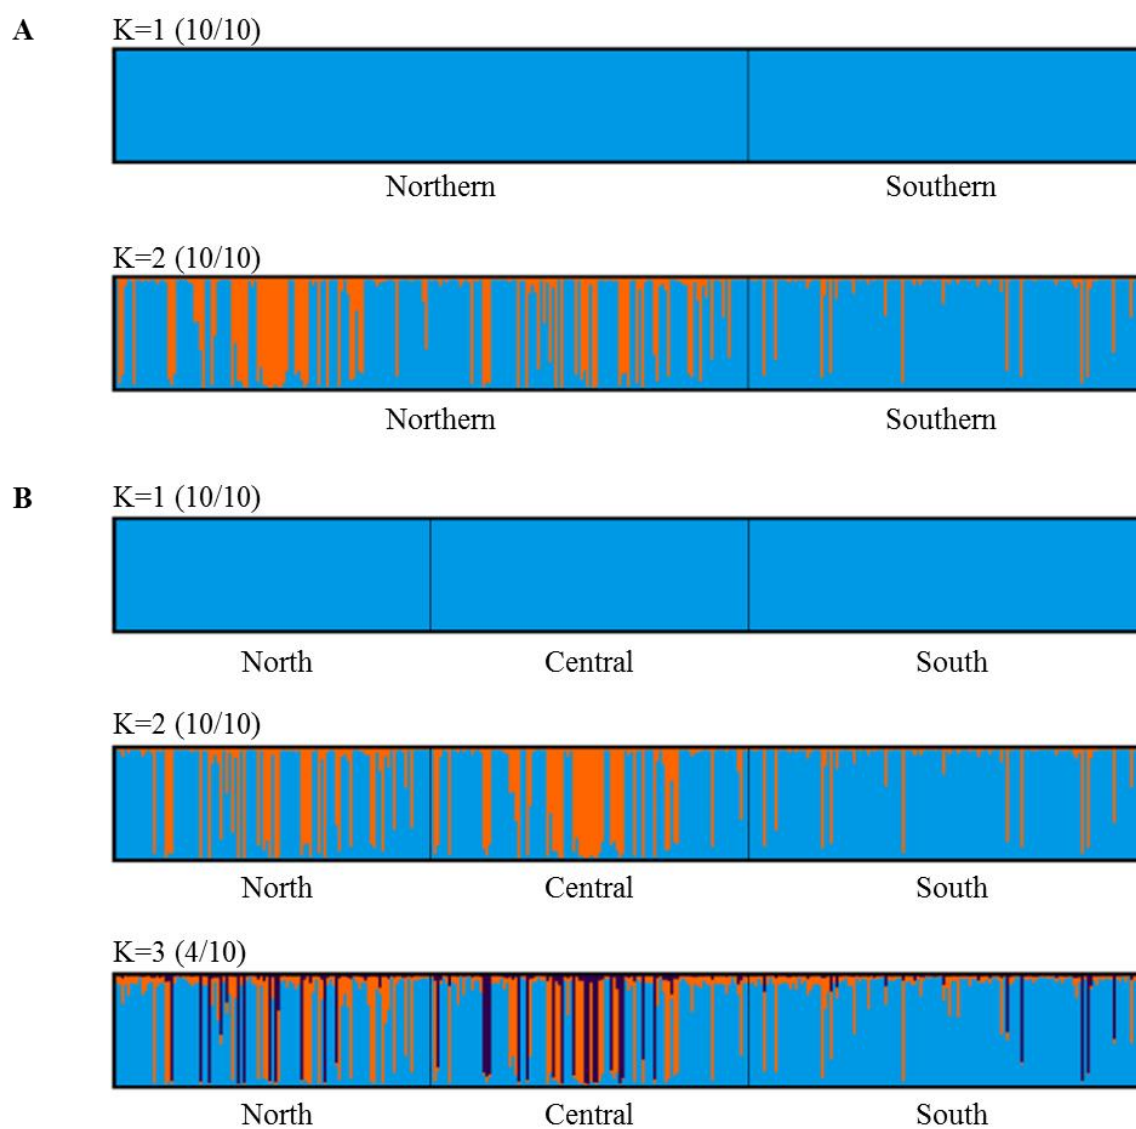 A
K=1 (10/10)
Northern Southern
K=2 (10/10)
Northern Southern
B
K=1 (10/10)
North Central South
K=2 (10/10)
North Central South
K=3 (4/10)
North Central South